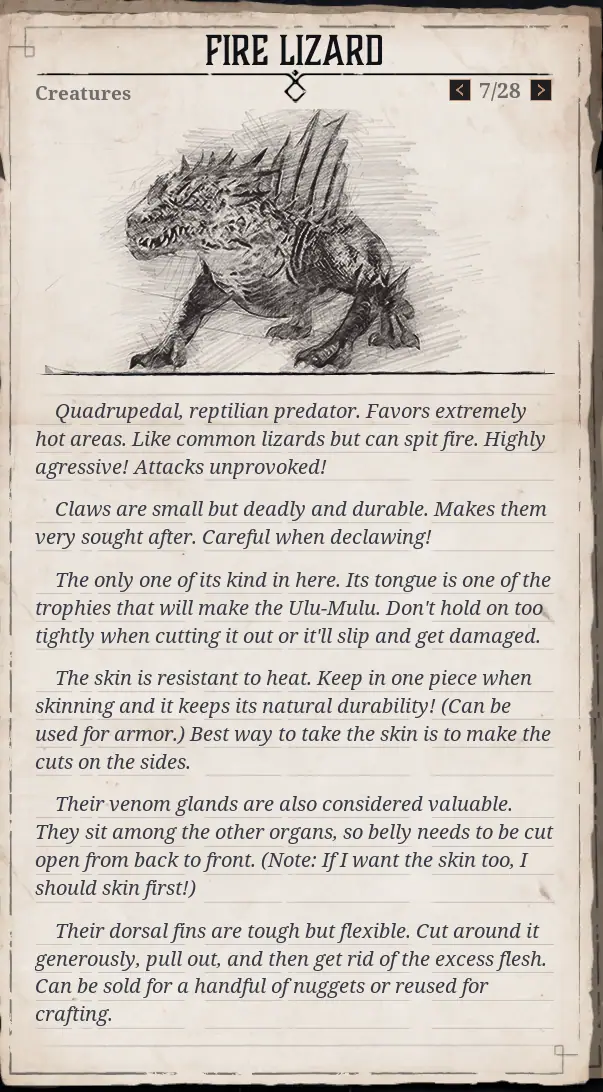 FIRE LIZARD
Creatures
7/28
Quadrupedal, reptilian predator. Favors extremely
hot areas. Like common lizards but can spit fire. Highly
agressive! Attacks unprovoked!
Claws are small but deadly and durable. Makes them
very sought after. Careful when declawing!
The only one of its kind in here. Its tongue is one of the
trophies that will make the Ulu-Mulu. Don't hold on too
tightly when cutting it out or it'll slip and get damaged.
The skin is resistant to heat. Keep in one piece when
skinning and it keeps its natural durability! (Can be
used for armor.) Best way to take the skin is to make the
cuts on the sides.
Their venom glands are also considered valuable.
They sit among the other organs, so belly needs to be cut
open from back to front. (Note: If I want the skin too, I
should skin first!)
Their dorsal fins are tough but flexible. Cut around it
generously, pull out, and then get rid of the excess flesh.
Can be sold for a handful of nuggets or reused for
crafting.